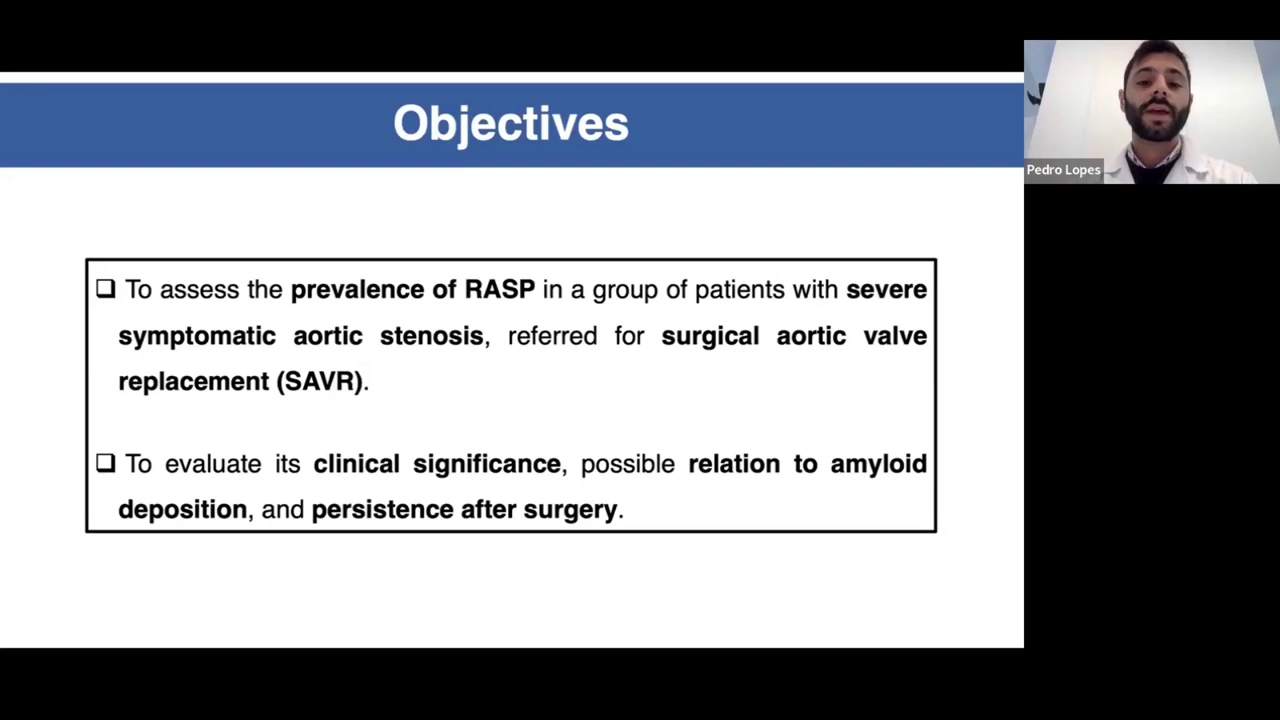 Objectives
❑ To assess the prevalence of RASP in a group of patients with severe
symptomatic aortic stenosis, referred for surgical aortic valve
replacement (SAVR).
❑ To evaluate its clinical significance, possible relation to amyloid
deposition, and persistence after surgery.
Pedro Lopes